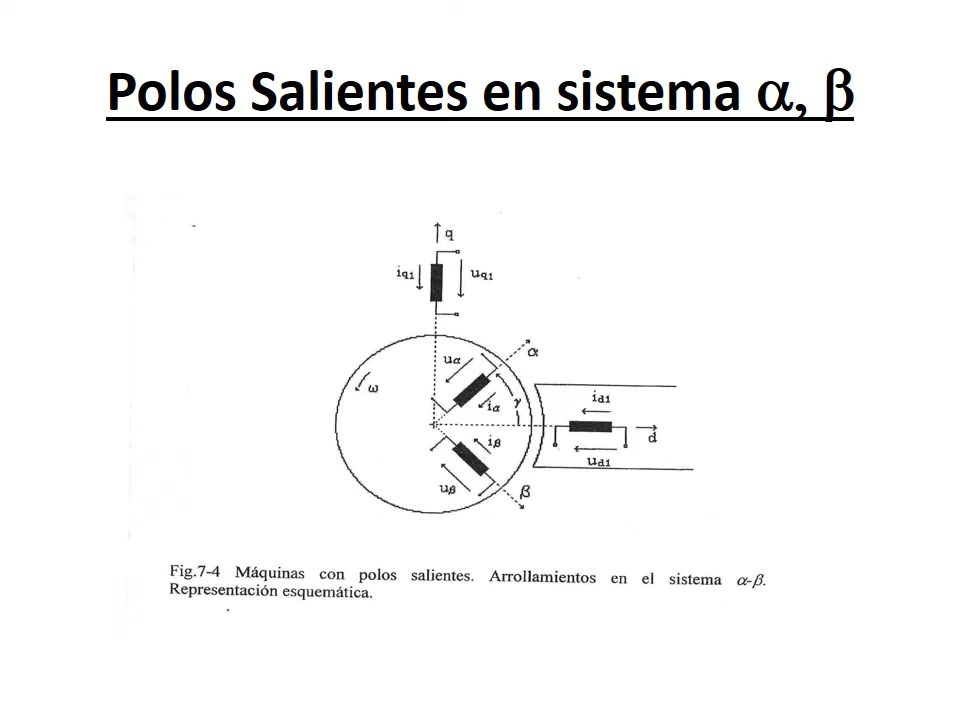 Polos Salientes en sistema α, β
q
iq1
uq1
uα
α
ω
iα
γ
id1
d
ud1
iβ
uβ
β
Fig.7-4 Máquinas con polos salientes. Arrollamientos en el sistema α-β.
Representación esquemática.